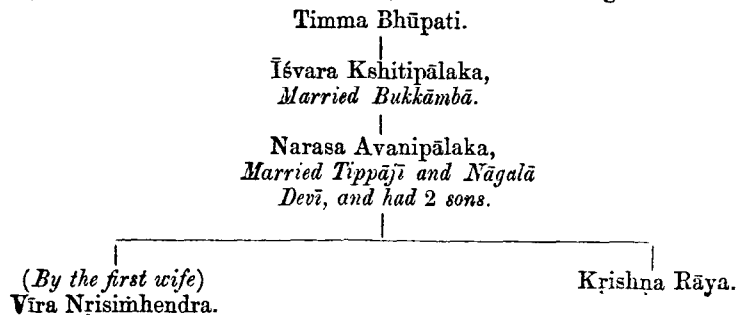 Timma Bhūpati.
Īśvara Kshitipālaka,
Married Bukkāmbā.
Narasa Avanipālaka,
Married Tippājī and Nāgalā
Devī, and had 2 sons.
(By the first wife)
Vīra Nṛisiṁhendra.
Kṛishṇa Rāya.